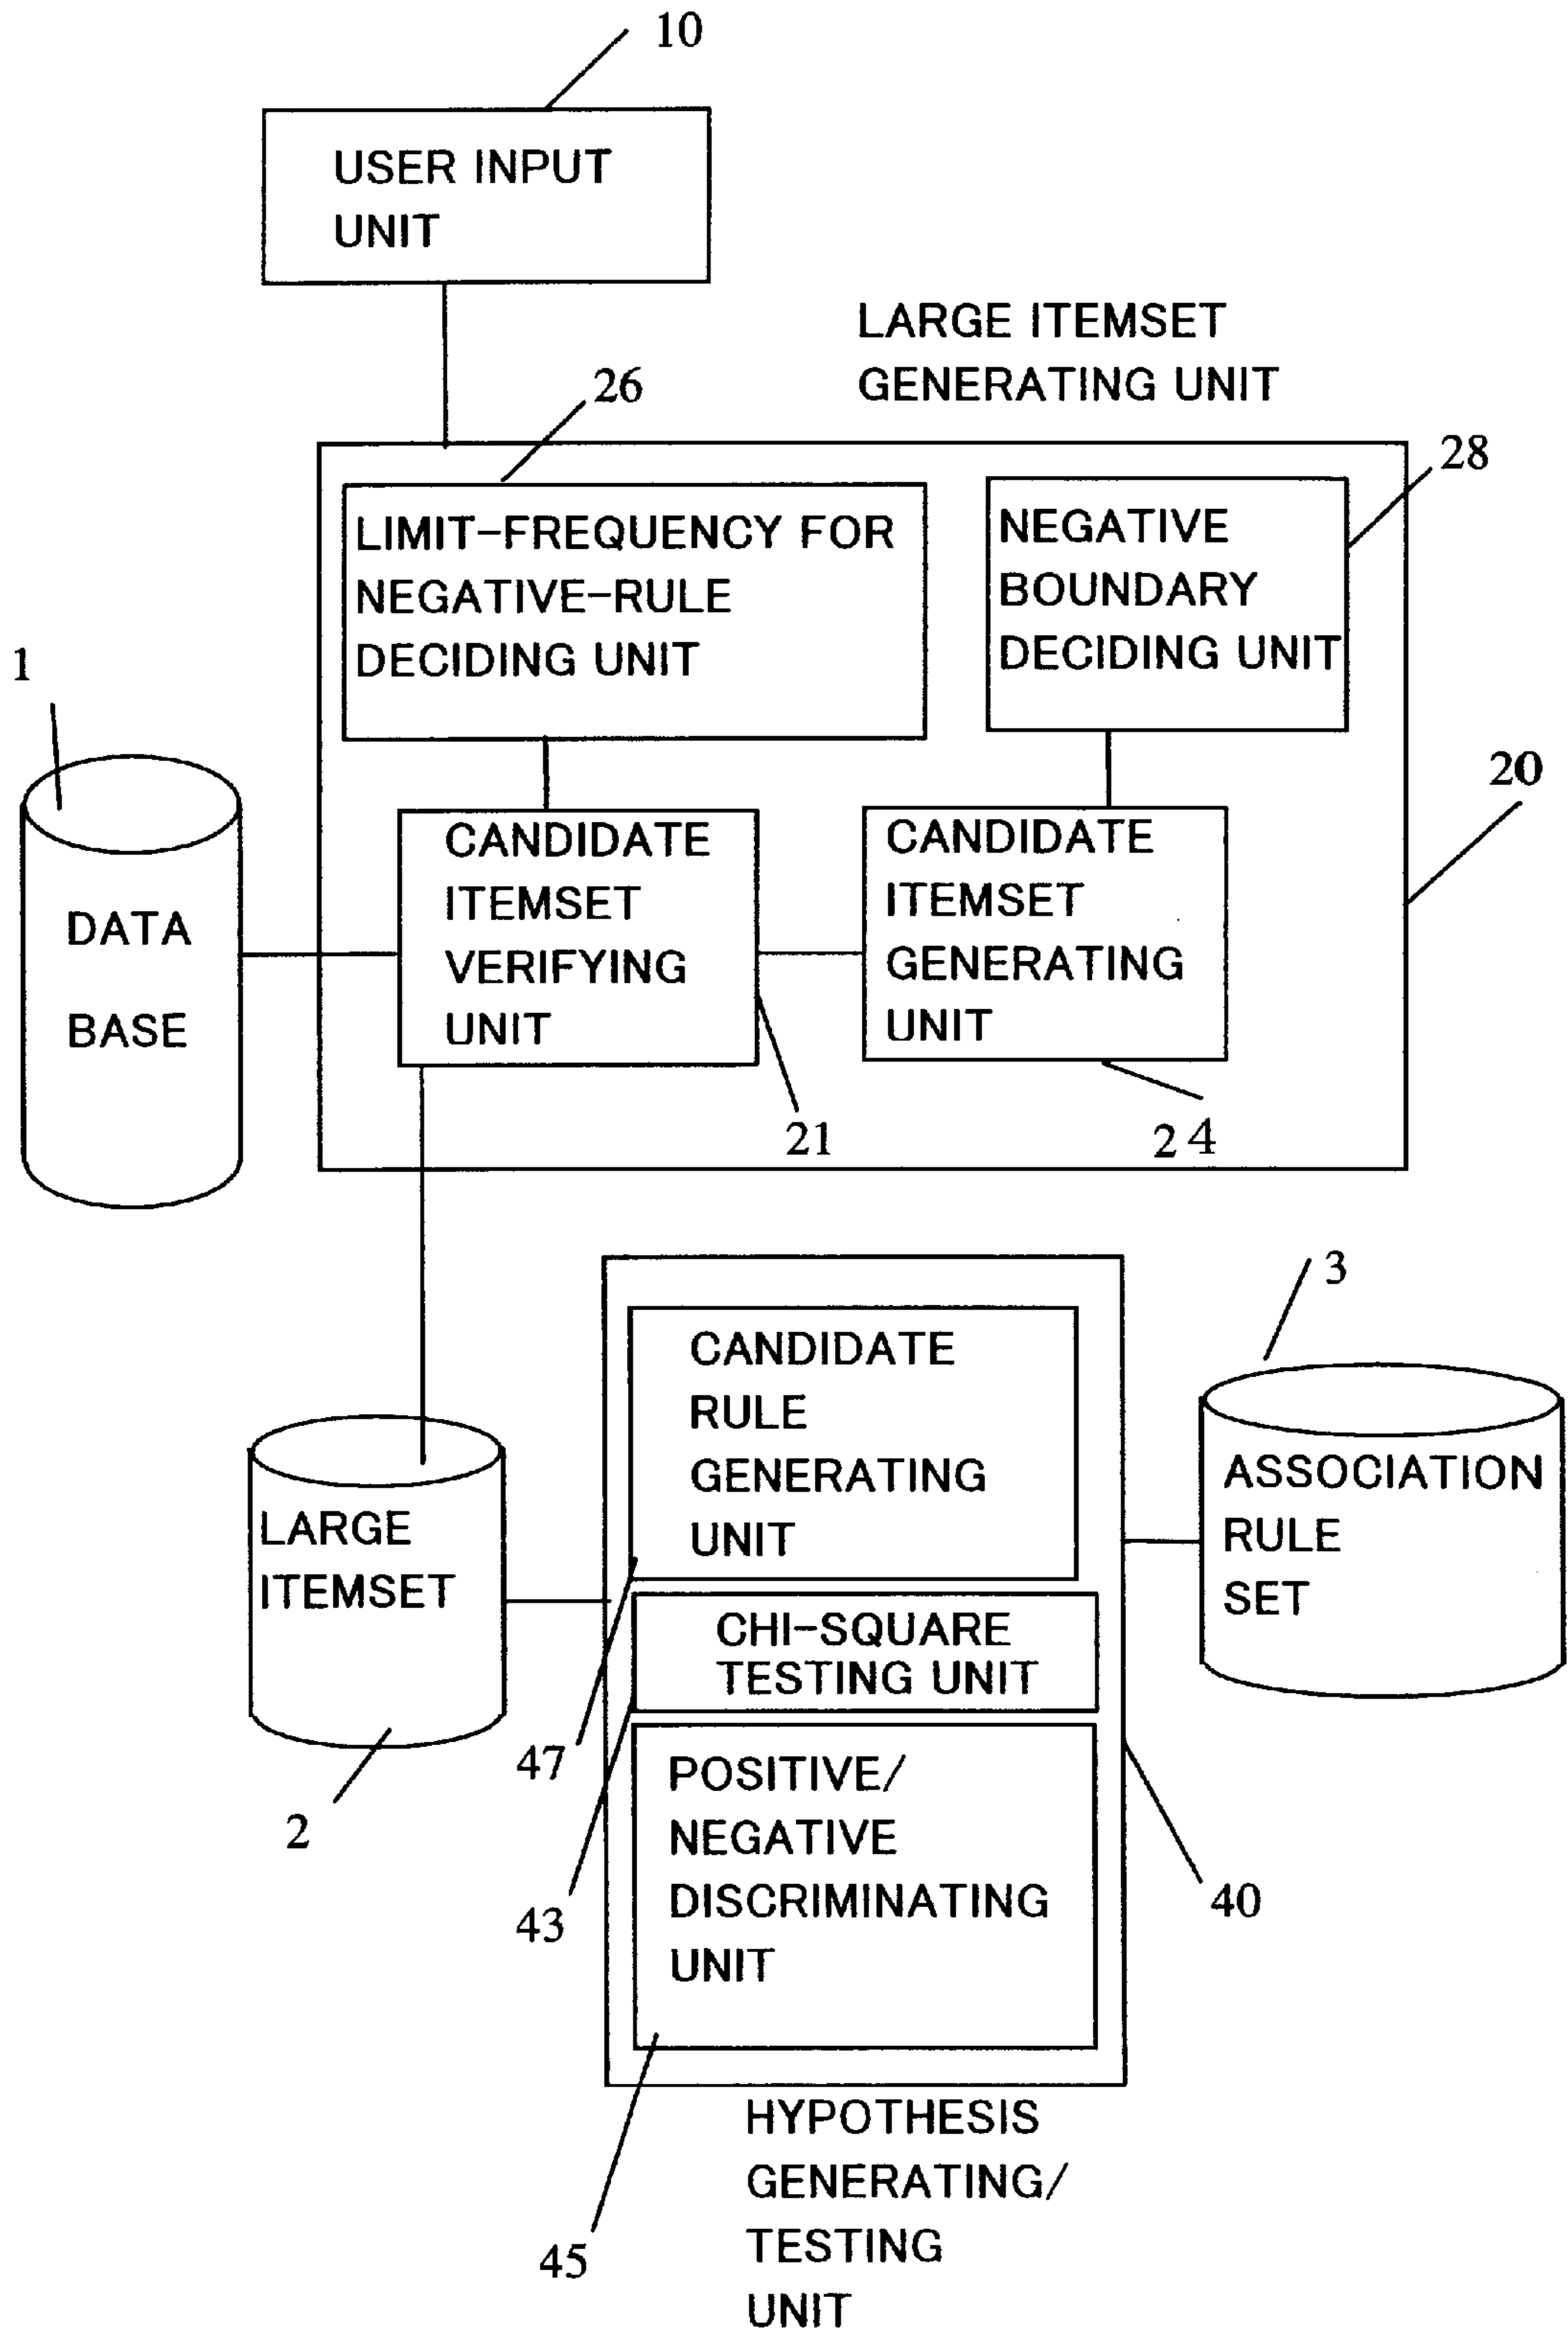 10
USER INPUT
UNIT
LARGE ITEMSET
GENERATING UNIT
26
28
LIMIT-FREQUENCY FOR
NEGATIVE-RULE
DECIDING UNIT
NEGATIVE
BOUNDARY
DECIDING UNIT
1
20
DATA
BASE
CANDIDATE
ITEMSET
VERIFYING
UNIT
CANDIDATE
ITEMSET
GENERATING
UNIT
21
24
3
CANDIDATE
RULE
GENERATING
UNIT
ASSOCIATION
RULE
SET
LARGE
ITEMSET
CHI-SQUARE
TESTING UNIT
47
2
POSITIVE/
NEGATIVE
DISCRIMINATING
UNIT
43
40
45
HYPOTHESIS
GENERATING/
TESTING
UNIT